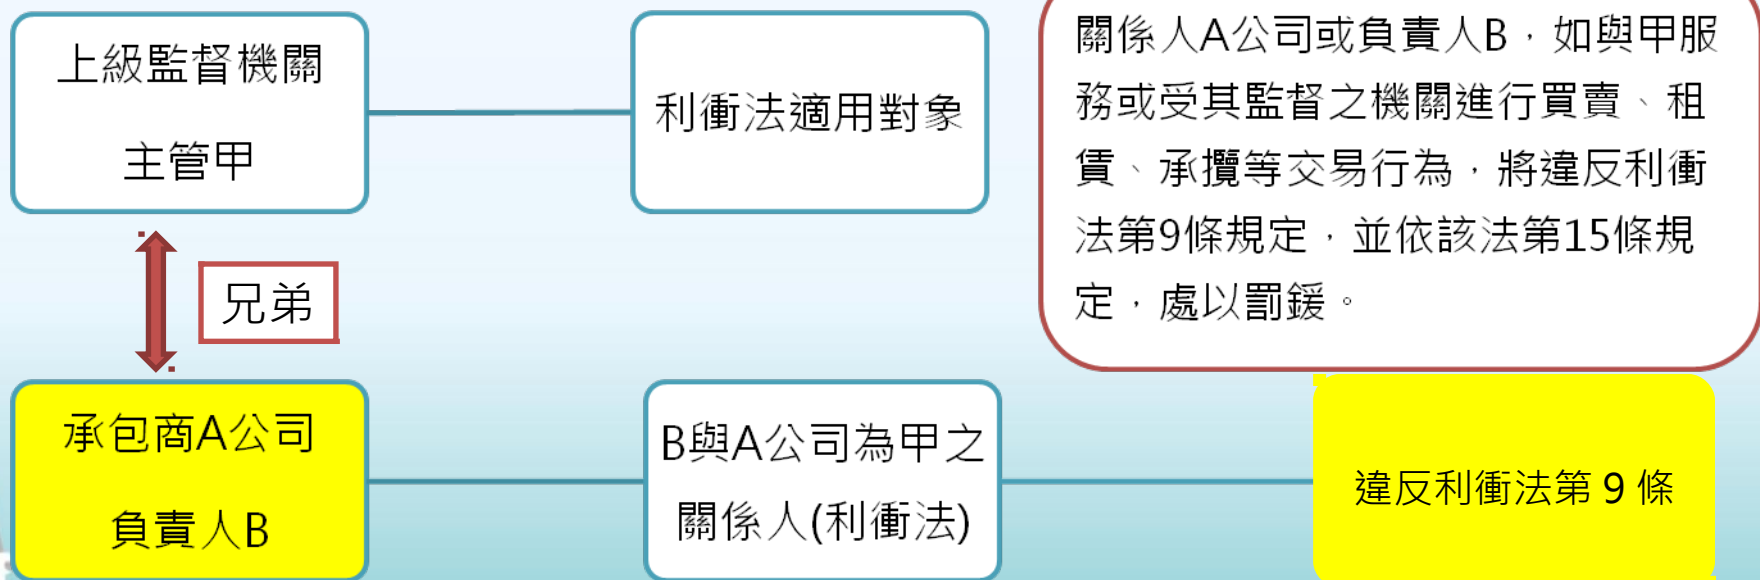 上級監督機關
主管甲
利衝法適用對象
關係人A公司或負責人B，如與甲服
務或受其監督之機關進行買賣、租
賃、承攬等交易行為，將違反利衝
法第9條規定，並依該法第15條規
定，處以罰鍰。
兄弟
承包商A公司
負責人B
B與A公司為甲之
關係人(利衝法)
違反利衝法第 9 條